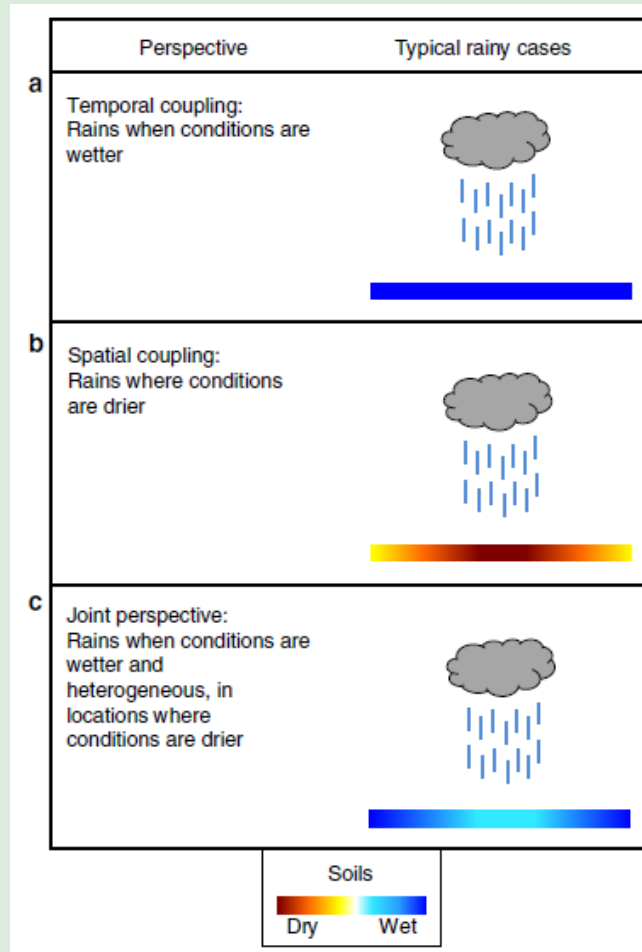 Perspective
Typical rainy cases
a
Temporal coupling:
Rains when conditions are
wetter
b
Spatial coupling:
Rains where conditions
are drier
c
Joint perspective:
Rains when conditions are
wetter and
heterogeneous, in
locations where
conditions are drier
Soils
Dry
Wet